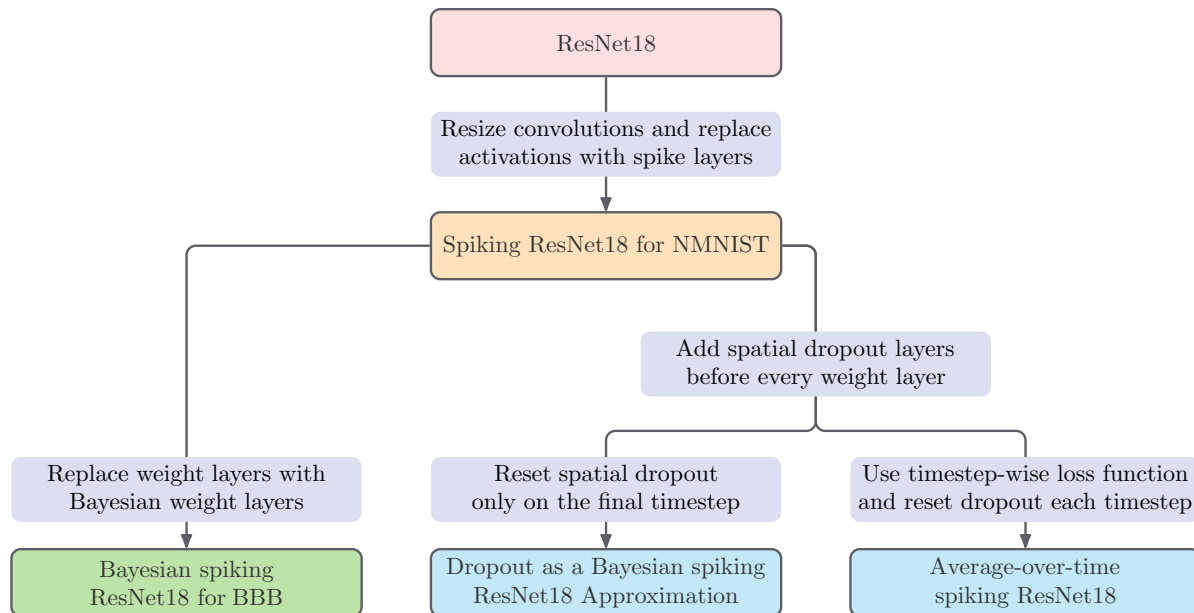 ResNet18
Resize convolutions and replace
activations with spike layers
Spiking ResNet18 for NMNIST
Add spatial dropout layers
before every weight layer
Replace weight layers with
Bayesian weight layers
Reset spatial dropout
only on the final timestep
Use timestep-wise loss function
and reset dropout each timestep
Bayesian spiking
ResNet18 for BBB
Dropout as a Bayesian spiking
ResNet18 Approximation
Average-over-time
spiking ResNet18